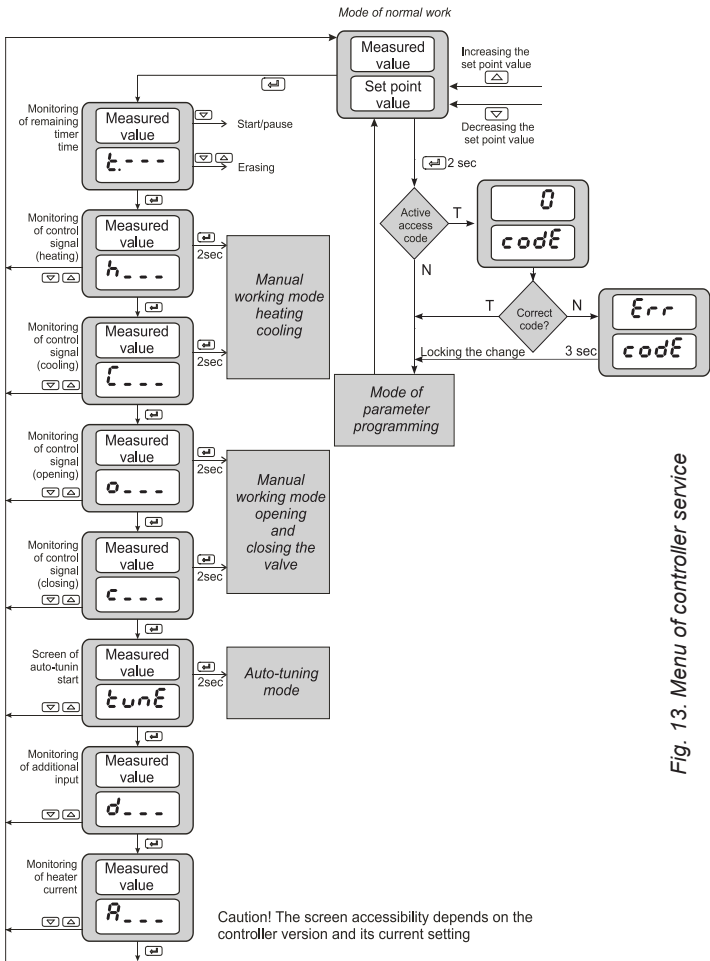 Mode of normal work
Measured
value
Set point
value
Increasing the
set point value
Decreasing the
set point value
2 sec
Active
access
code
T
N
0
codE
Correct
code?
T
N
Err
codE
Locking the change
3 sec
Mode of
parameter
programming
Monitoring
of remaining
timer
time
Measured
value
t.---
Start/pause
Erasing
Monitoring
of control
signal
(heating)
Measured
value
h---
2sec
Manual
working mode
heating
cooling
Monitoring
of control
signal
(cooling)
Measured
value
C---
2sec
Monitoring
of control
signal
(opening)
Measured
value
o---
2sec
Manual
working mode
opening
and
closing the
valve
Monitoring
of control
signal
(closing)
Measured
value
c---
2sec
Screen of
auto-tunin
start
Measured
value
tunE
2sec
Auto-tuning
mode
Monitoring
of additional
input
Measured
value
d---
Monitoring
of heater
current
Measured
value
A---
Caution! The screen accessibility depends on the
controller version and its current setting
Fig. 13. Menu of controller service